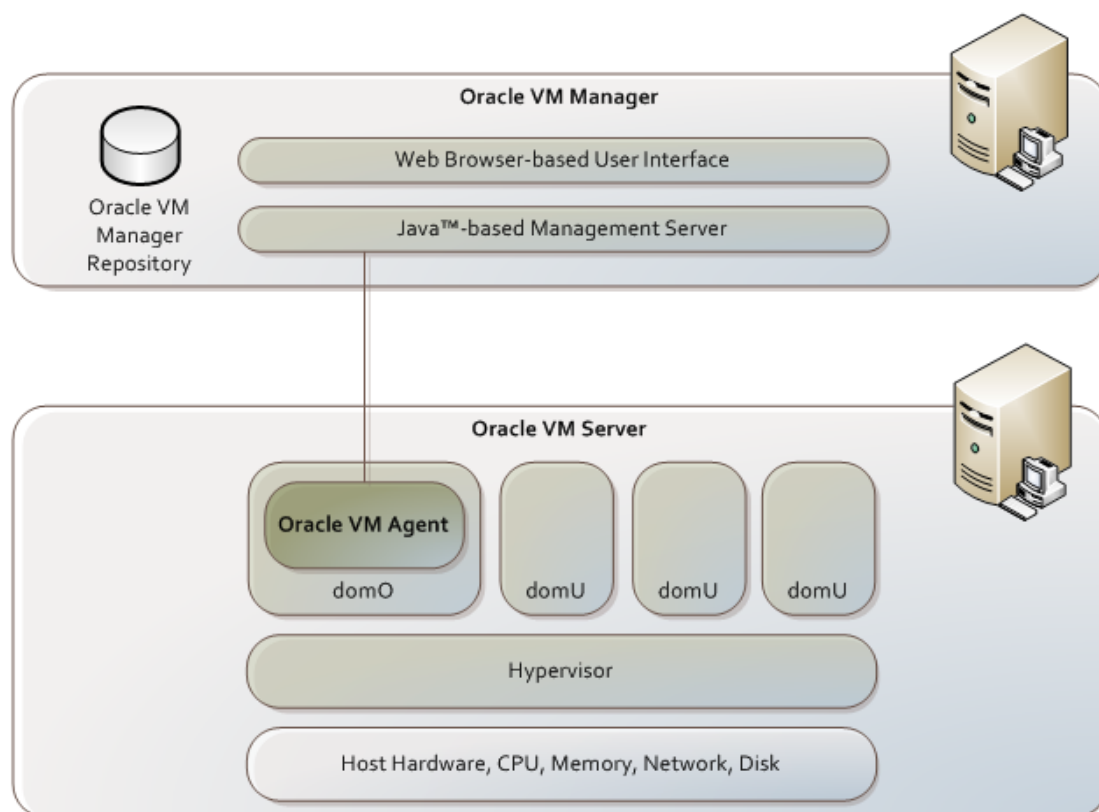 Oracle VM Manager
Web Browser-based User Interface
Java™-based Management Server
Oracle VM
Manager
Repository
Oracle VM Server
Oracle VM Agent
domO
domU
domU
domU
Hypervisor
Host Hardware, CPU, Memory, Network, Disk